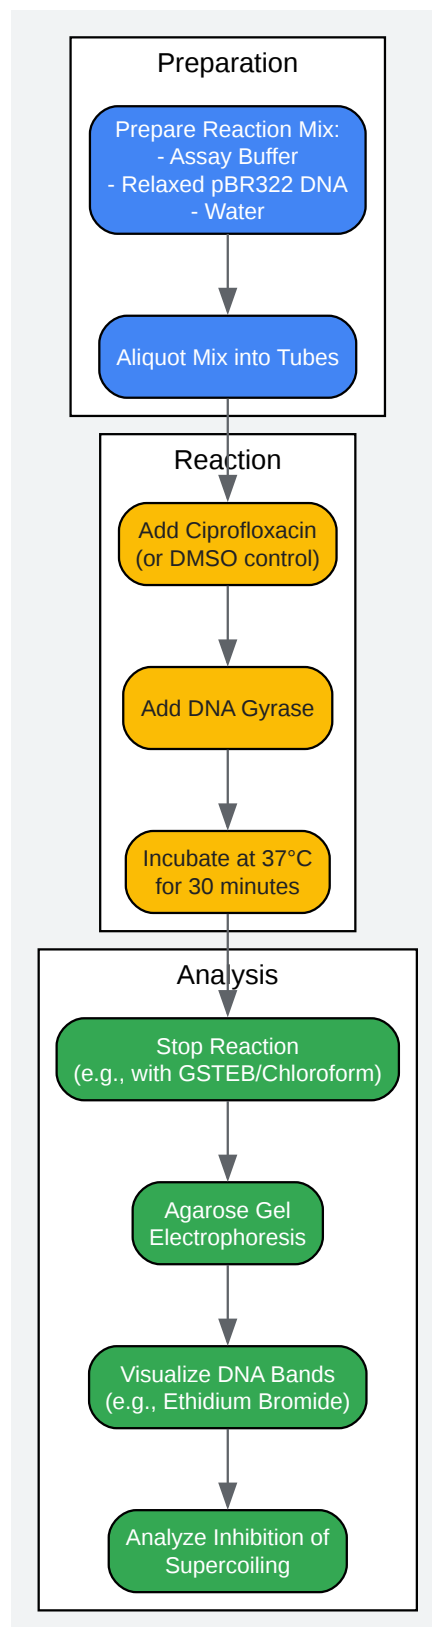 Preparation
Prepare Reaction Mix:
- Assay Buffer
- Relaxed pBR322 DNA
- Water
Aliquot Mix into Tubes
Reaction
Add Ciprofloxacin
(or DMSO control)
Add DNA Gyrase
Incubate at 37°C
for 30 minutes
Analysis
Stop Reaction
(e.g., with GSTEB/Chloroform)
Agarose Gel
Electrophoresis
Visualize DNA Bands
(e.g., Ethidium Bromide)
Analyze Inhibition of
Supercoiling